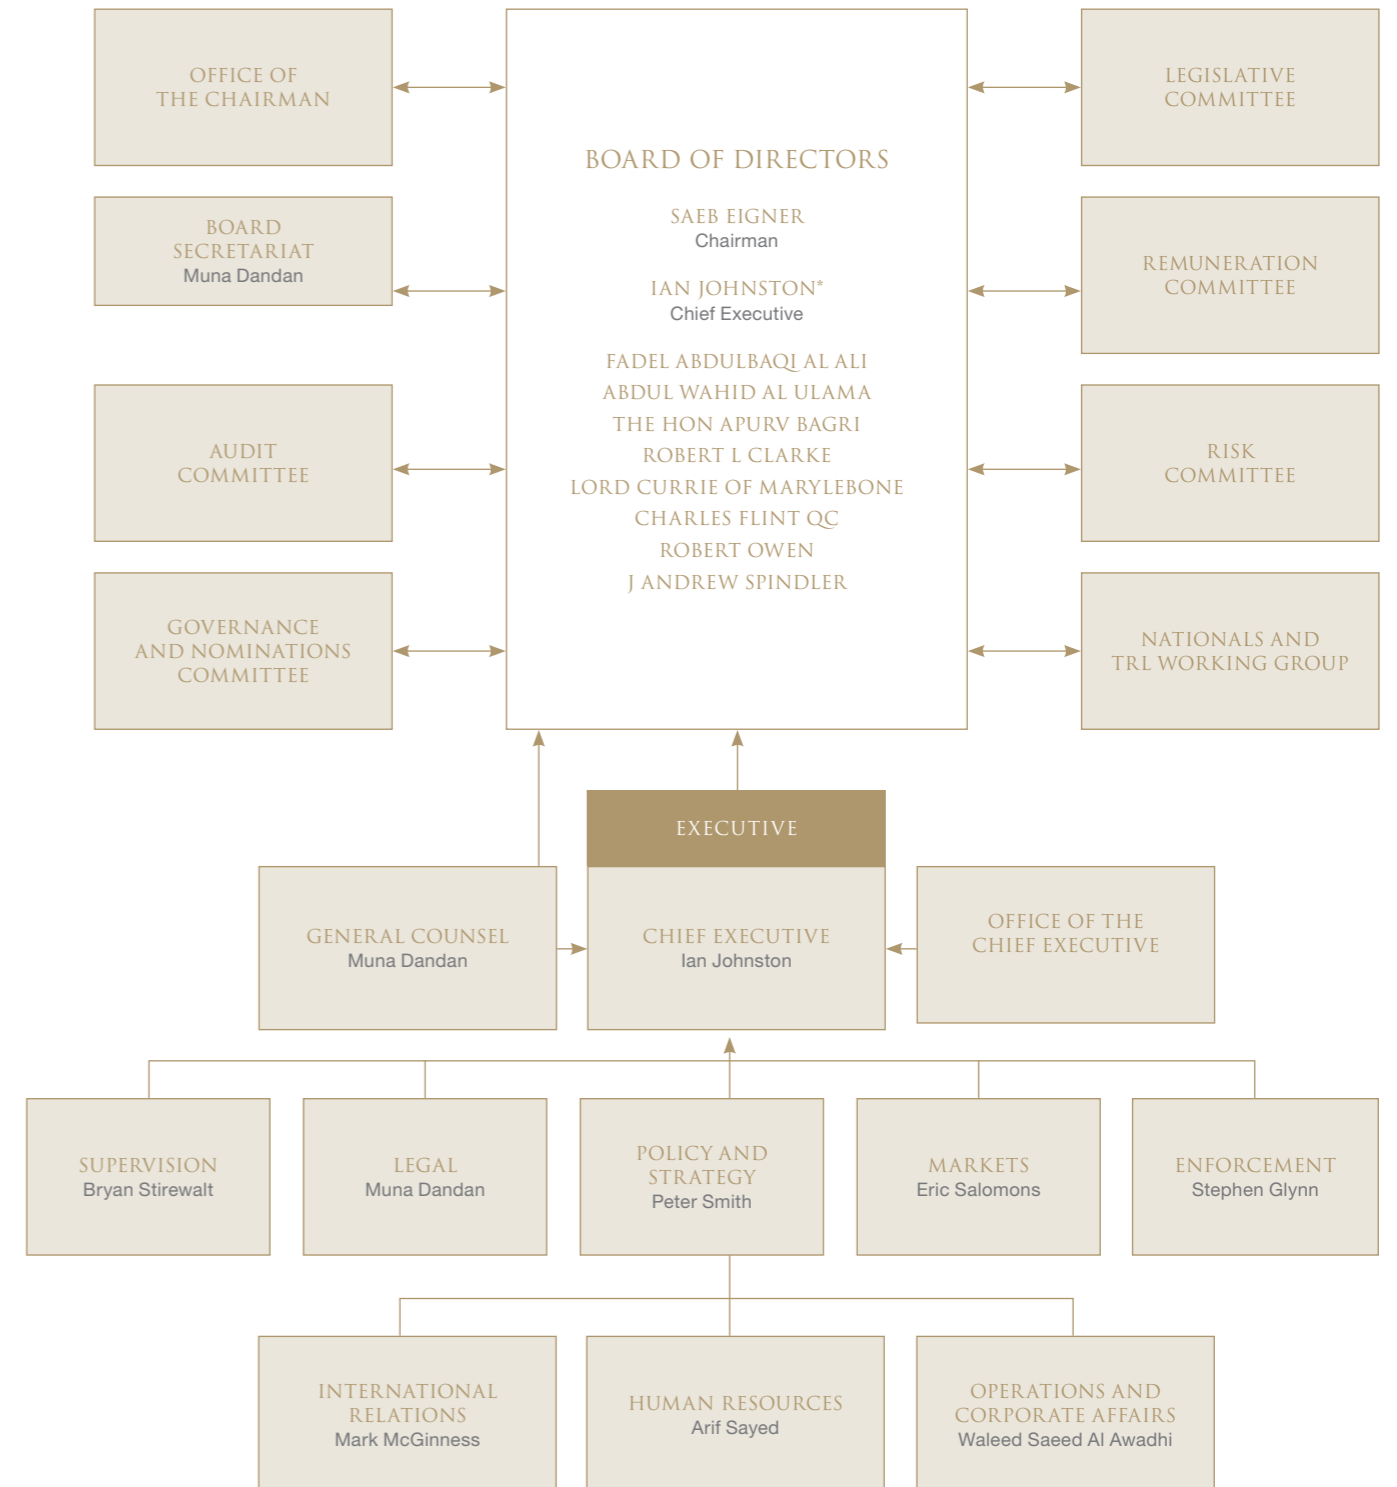 OFFICE OF
THE CHAIRMAN
BOARD
SECRETARIAT
Muna Dandan
AUDIT
COMMITTEE
GOVERNANCE
AND NOMINATIONS
COMMITTEE
BOARD OF DIRECTORS
SAEB EIGNER
Chairman
IAN JOHNSTON*
Chief Executive
FADEL ABDULBAQI AL ALI
ABDUL WAHID AL ULAMA
THE HON APURV BAGRI
ROBERT L CLARKE
LORD CURRIE OF MARYLEBONE
CHARLES FLINT QC
ROBERT OWEN
J ANDREW SPINDLER
LEGISLATIVE
COMMITTEE
REMUNERATION
COMMITTEE
RISK
COMMITTEE
NATIONALS AND
TRL WORKING GROUP
EXECUTIVE
GENERAL COUNSEL
Muna Dandan
CHIEF EXECUTIVE
Ian Johnston
OFFICE OF THE
CHIEF EXECUTIVE
SUPERVISION
Bryan Stirewalt
LEGAL
Muna Dandan
POLICY AND
STRATEGY
Peter Smith
MARKETS
Eric Salomons
ENFORCEMENT
Stephen Glynn
INTERNATIONAL
RELATIONS
Mark McGinness
HUMAN RESOURCES
Arif Sayed
OPERATIONS AND
CORPORATE AFFAIRS
Waleed Saeed Al Awadhi